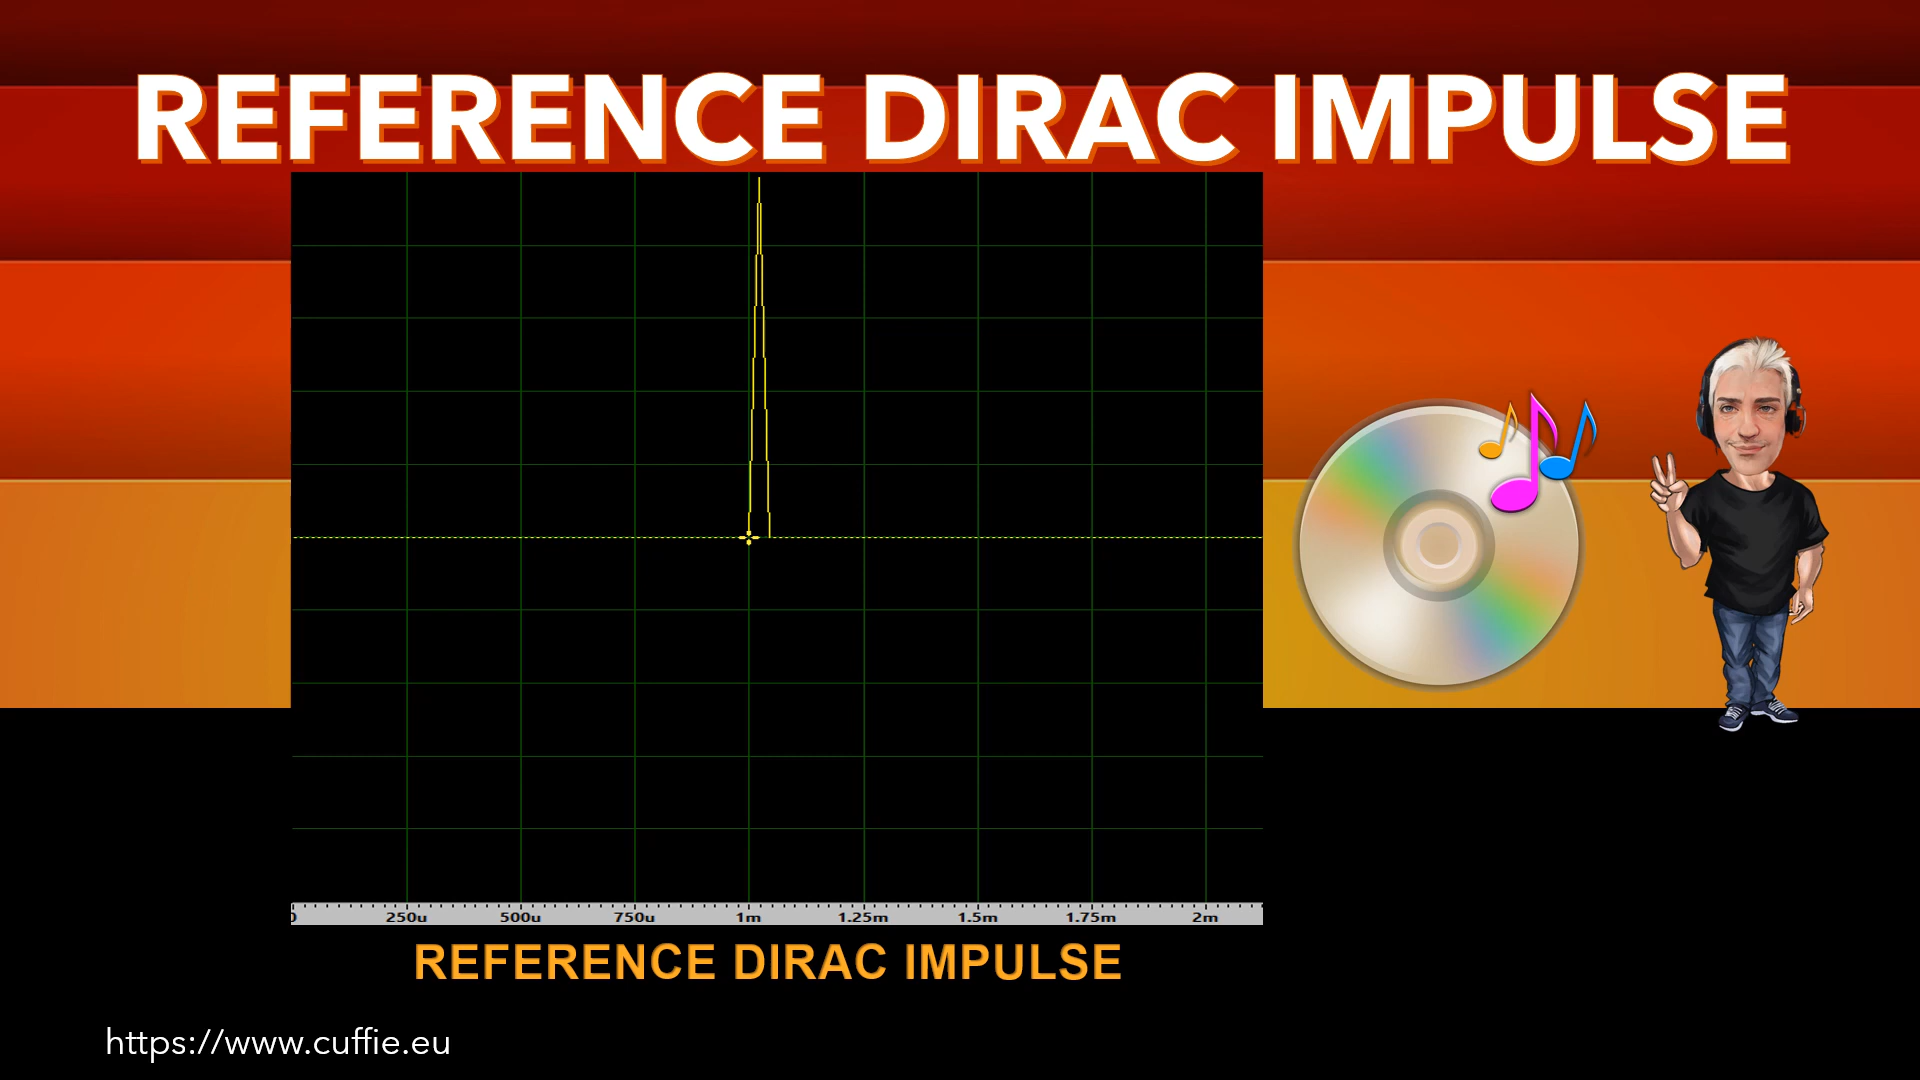 REFERENCE DIRAC IMPULSE
0 250u 500u 750u 1m 1.25m 1.5m 1.75m 2m
REFERENCE DIRAC IMPULSE
https://www.cuffie.eu